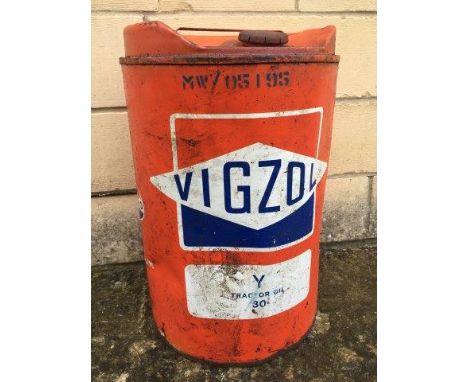 MW/05195
VIGZOL
Y
TRACTOR OIL
30